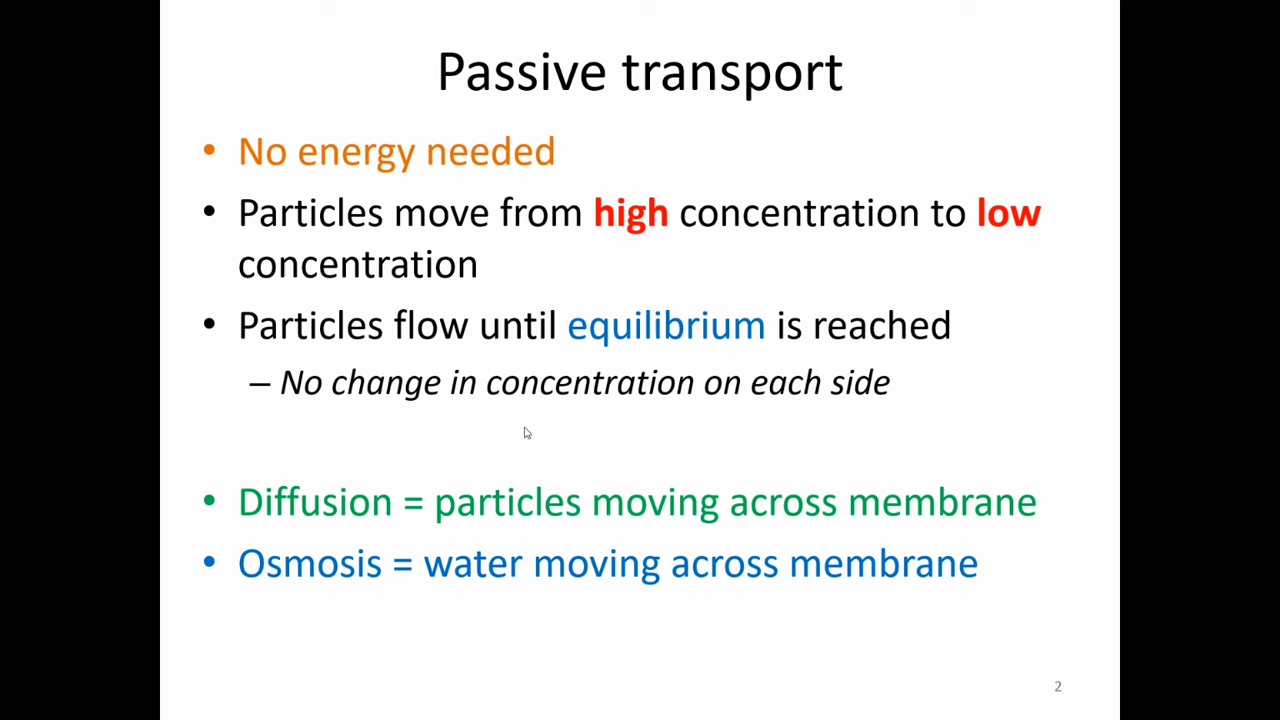 Passive transport
• No energy needed
• Particles move from high concentration to low
concentration
• Particles flow until equilibrium is reached
– No change in concentration on each side
• Diffusion = particles moving across membrane
• Osmosis = water moving across membrane
2